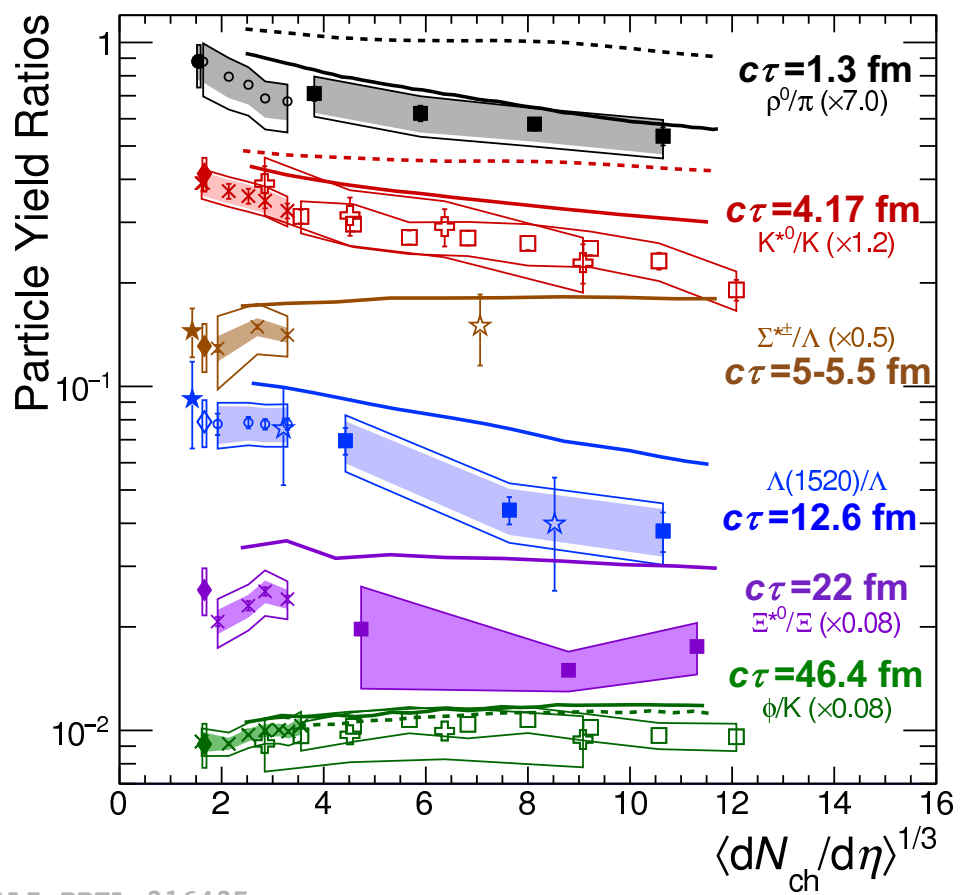 Particle Yield Ratios
1
10⁻¹
10⁻²
cτ=1.3 fm
ρ⁰/π (×7.0)
cτ=4.17 fm
K*⁰/K (×1.2)
Σ*±/Λ (×0.5)
cτ=5-5.5 fm
Λ(1520)/Λ
cτ=12.6 fm
cτ=22 fm
Ξ*⁰/Ξ (×0.08)
cτ=46.4 fm
ϕ/K (×0.08)
0 2 4 6 8 10 12 14 16
⟨dN_ch/dη⟩^1/3